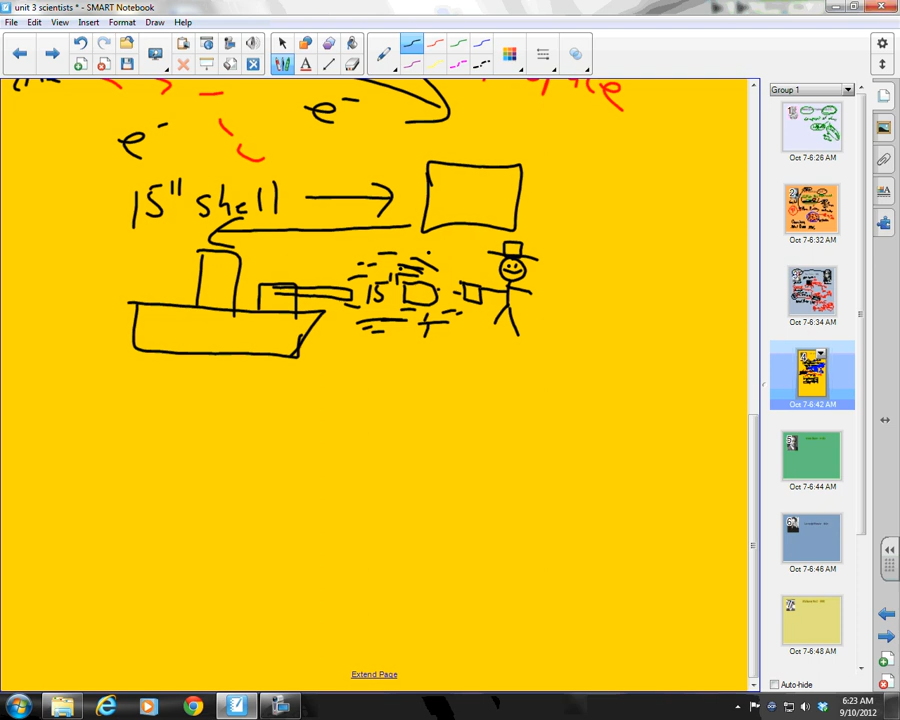 unit 3 scientists * - SMART Notebook
File Edit View Insert Format Draw Help
Group 1
e⁻
e⁻
15" shell
15"
Extend Page
Oct 7-6:26 AM
Oct 7-6:32 AM
Oct 7-6:34 AM
Oct 7-6:42 AM
Oct 7-6:44 AM
Oct 7-6:46 AM
Oct 7-6:48 AM
Auto-hide
6:23 AM
9/10/2012